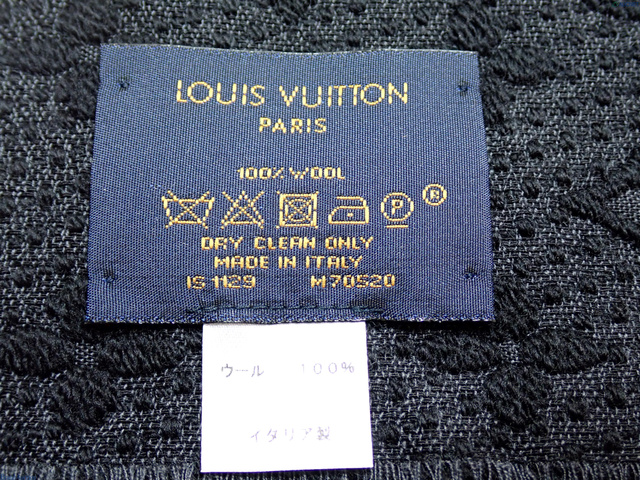 LOUIS VUITTON
PARIS
100% WOOL
P ®
DRY CLEAN ONLY
MADE IN ITALY
IS 1129 M70520
ウール 100%
イタリア製